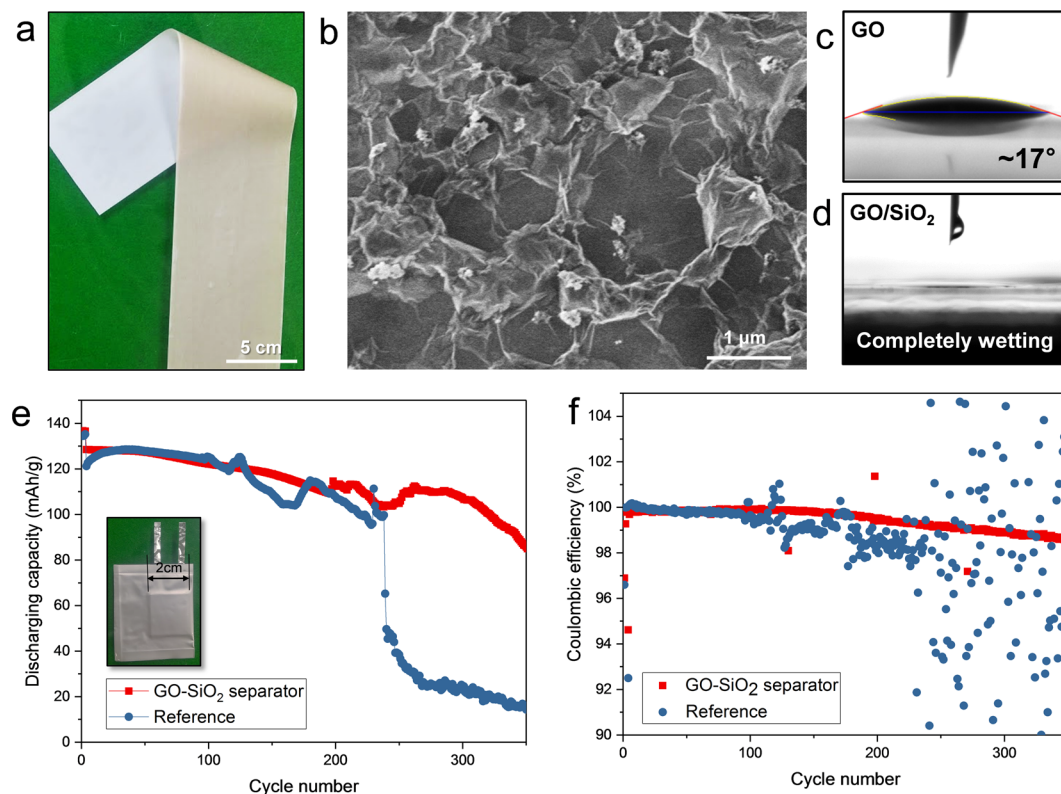 a
5 cm
b
1 μm
c
GO
~17°
d
GO/SiO₂
Completely wetting
e
Discharging capacity (mAh/g)
140
120
100
80
60
40
20
0
2cm
GO-SiO₂ separator
Reference
0
100
200
300
Cycle number
f
Coulombic efficiency (%)
104
102
100
98
96
94
92
90
GO-SiO₂ separator
Reference
0
100
200
300
Cycle number